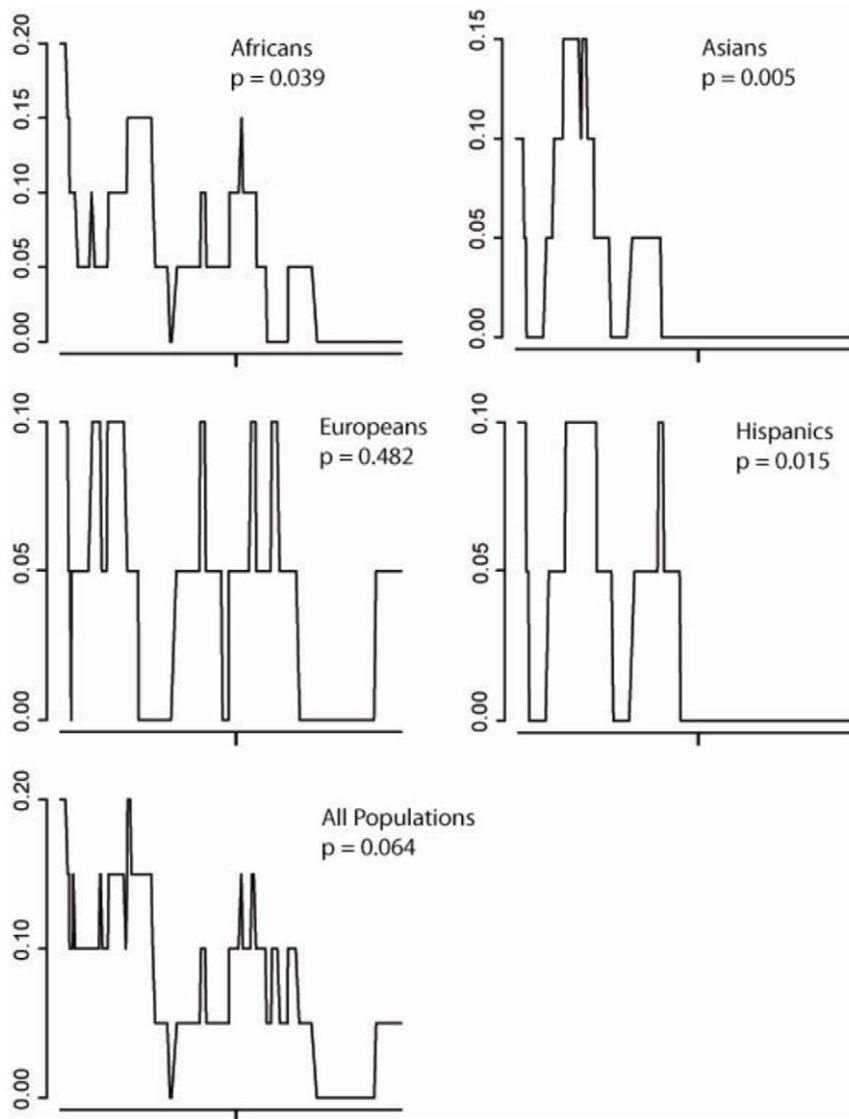 Africans
p = 0.039
0.20
0.15
0.10
0.05
0.00
Asians
p = 0.005
0.15
0.10
0.05
0.00
Europeans
p = 0.482
0.10
0.05
0.00
Hispanics
p = 0.015
0.10
0.05
0.00
All Populations
p = 0.064
0.20
0.10
0.00